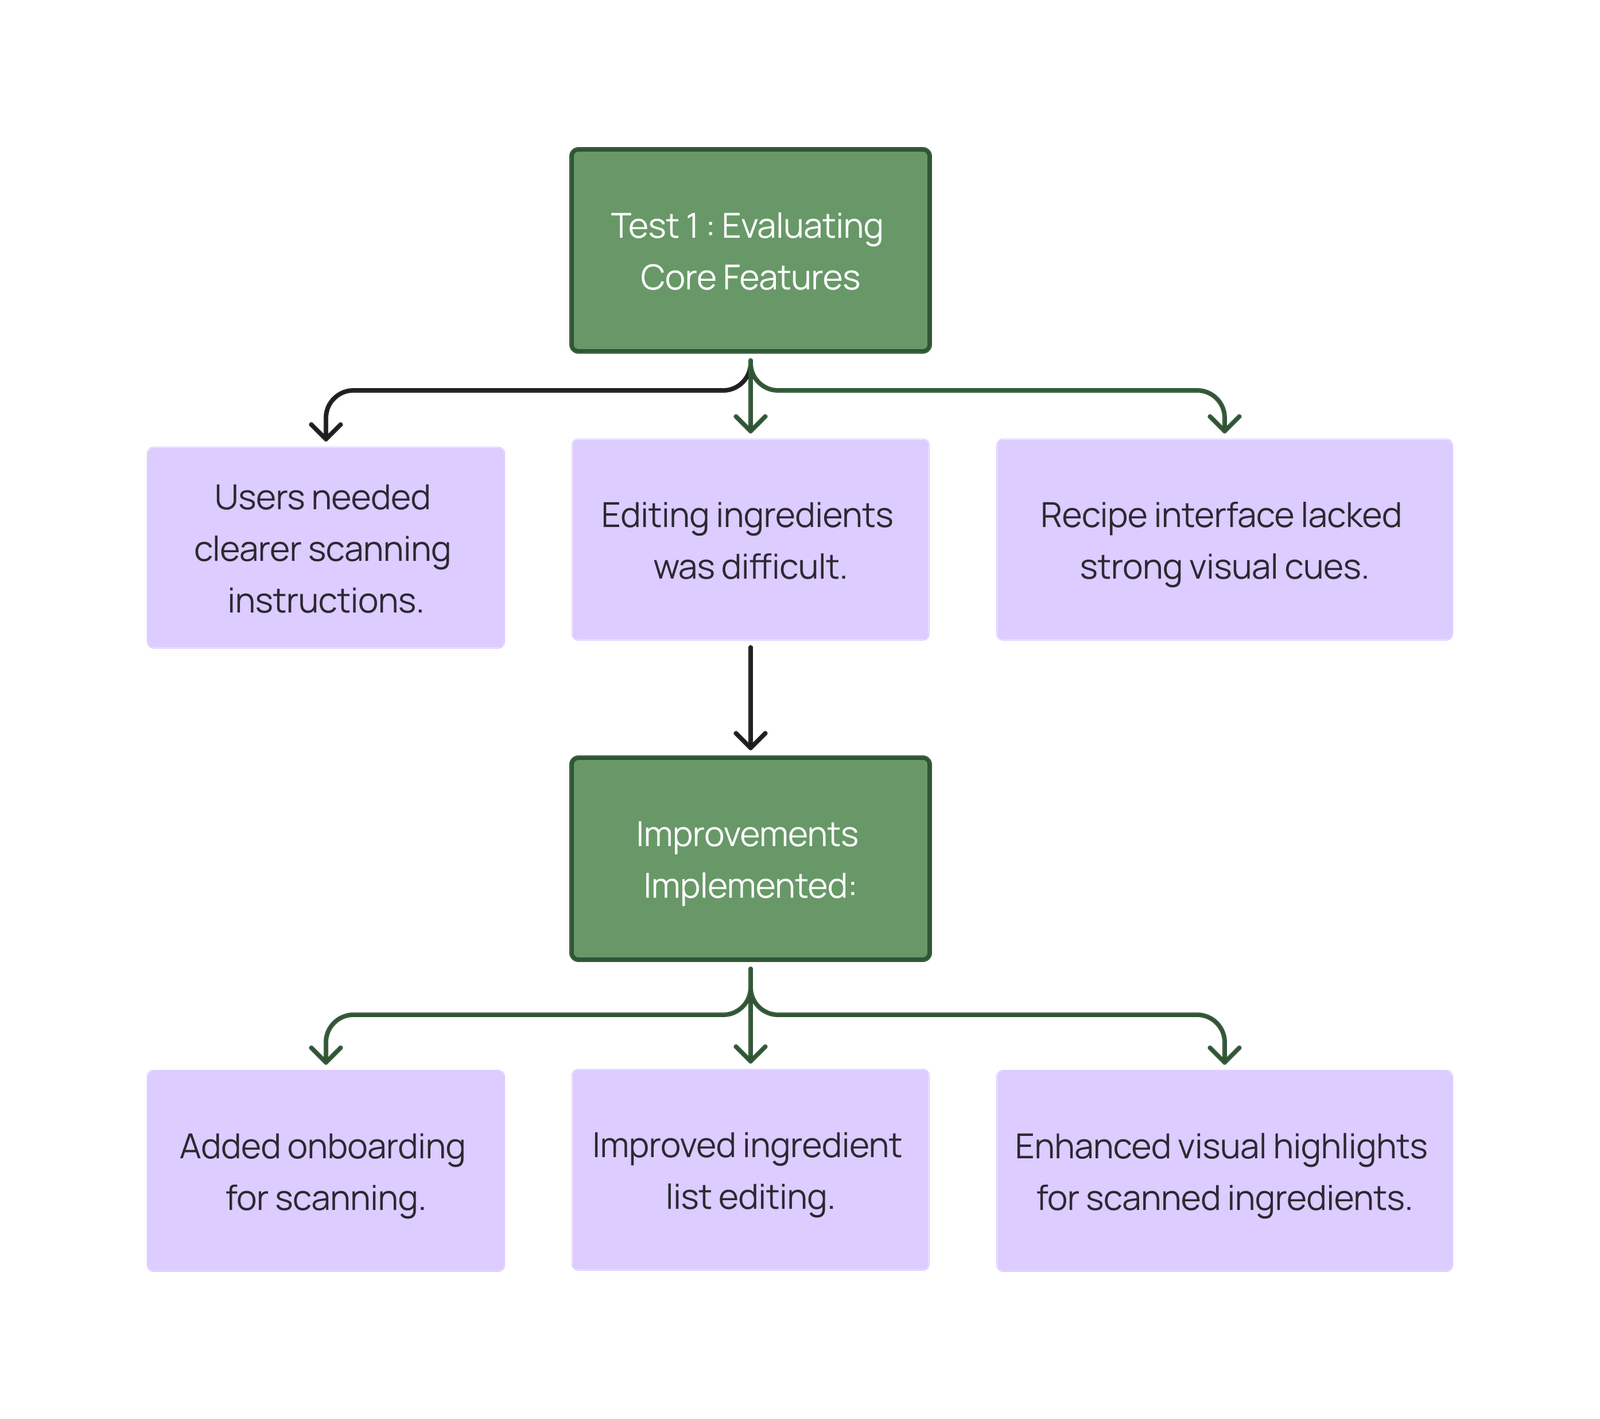 Test 1 : Evaluating
Core Features
Users needed
clearer scanning
instructions.
Editing ingredients
was difficult.
Recipe interface lacked
strong visual cues.
Improvements
Implemented:
Added onboarding
for scanning.
Improved ingredient
list editing.
Enhanced visual highlights
for scanned ingredients.